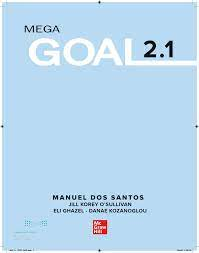 MEGA
GOAL 2.1
MANUEL DOS SANTOS
JILL KOREY O'SULLIVAN
ELI GHAZEL - DANAE KOZANOGLOU
Mc
Graw
Hill